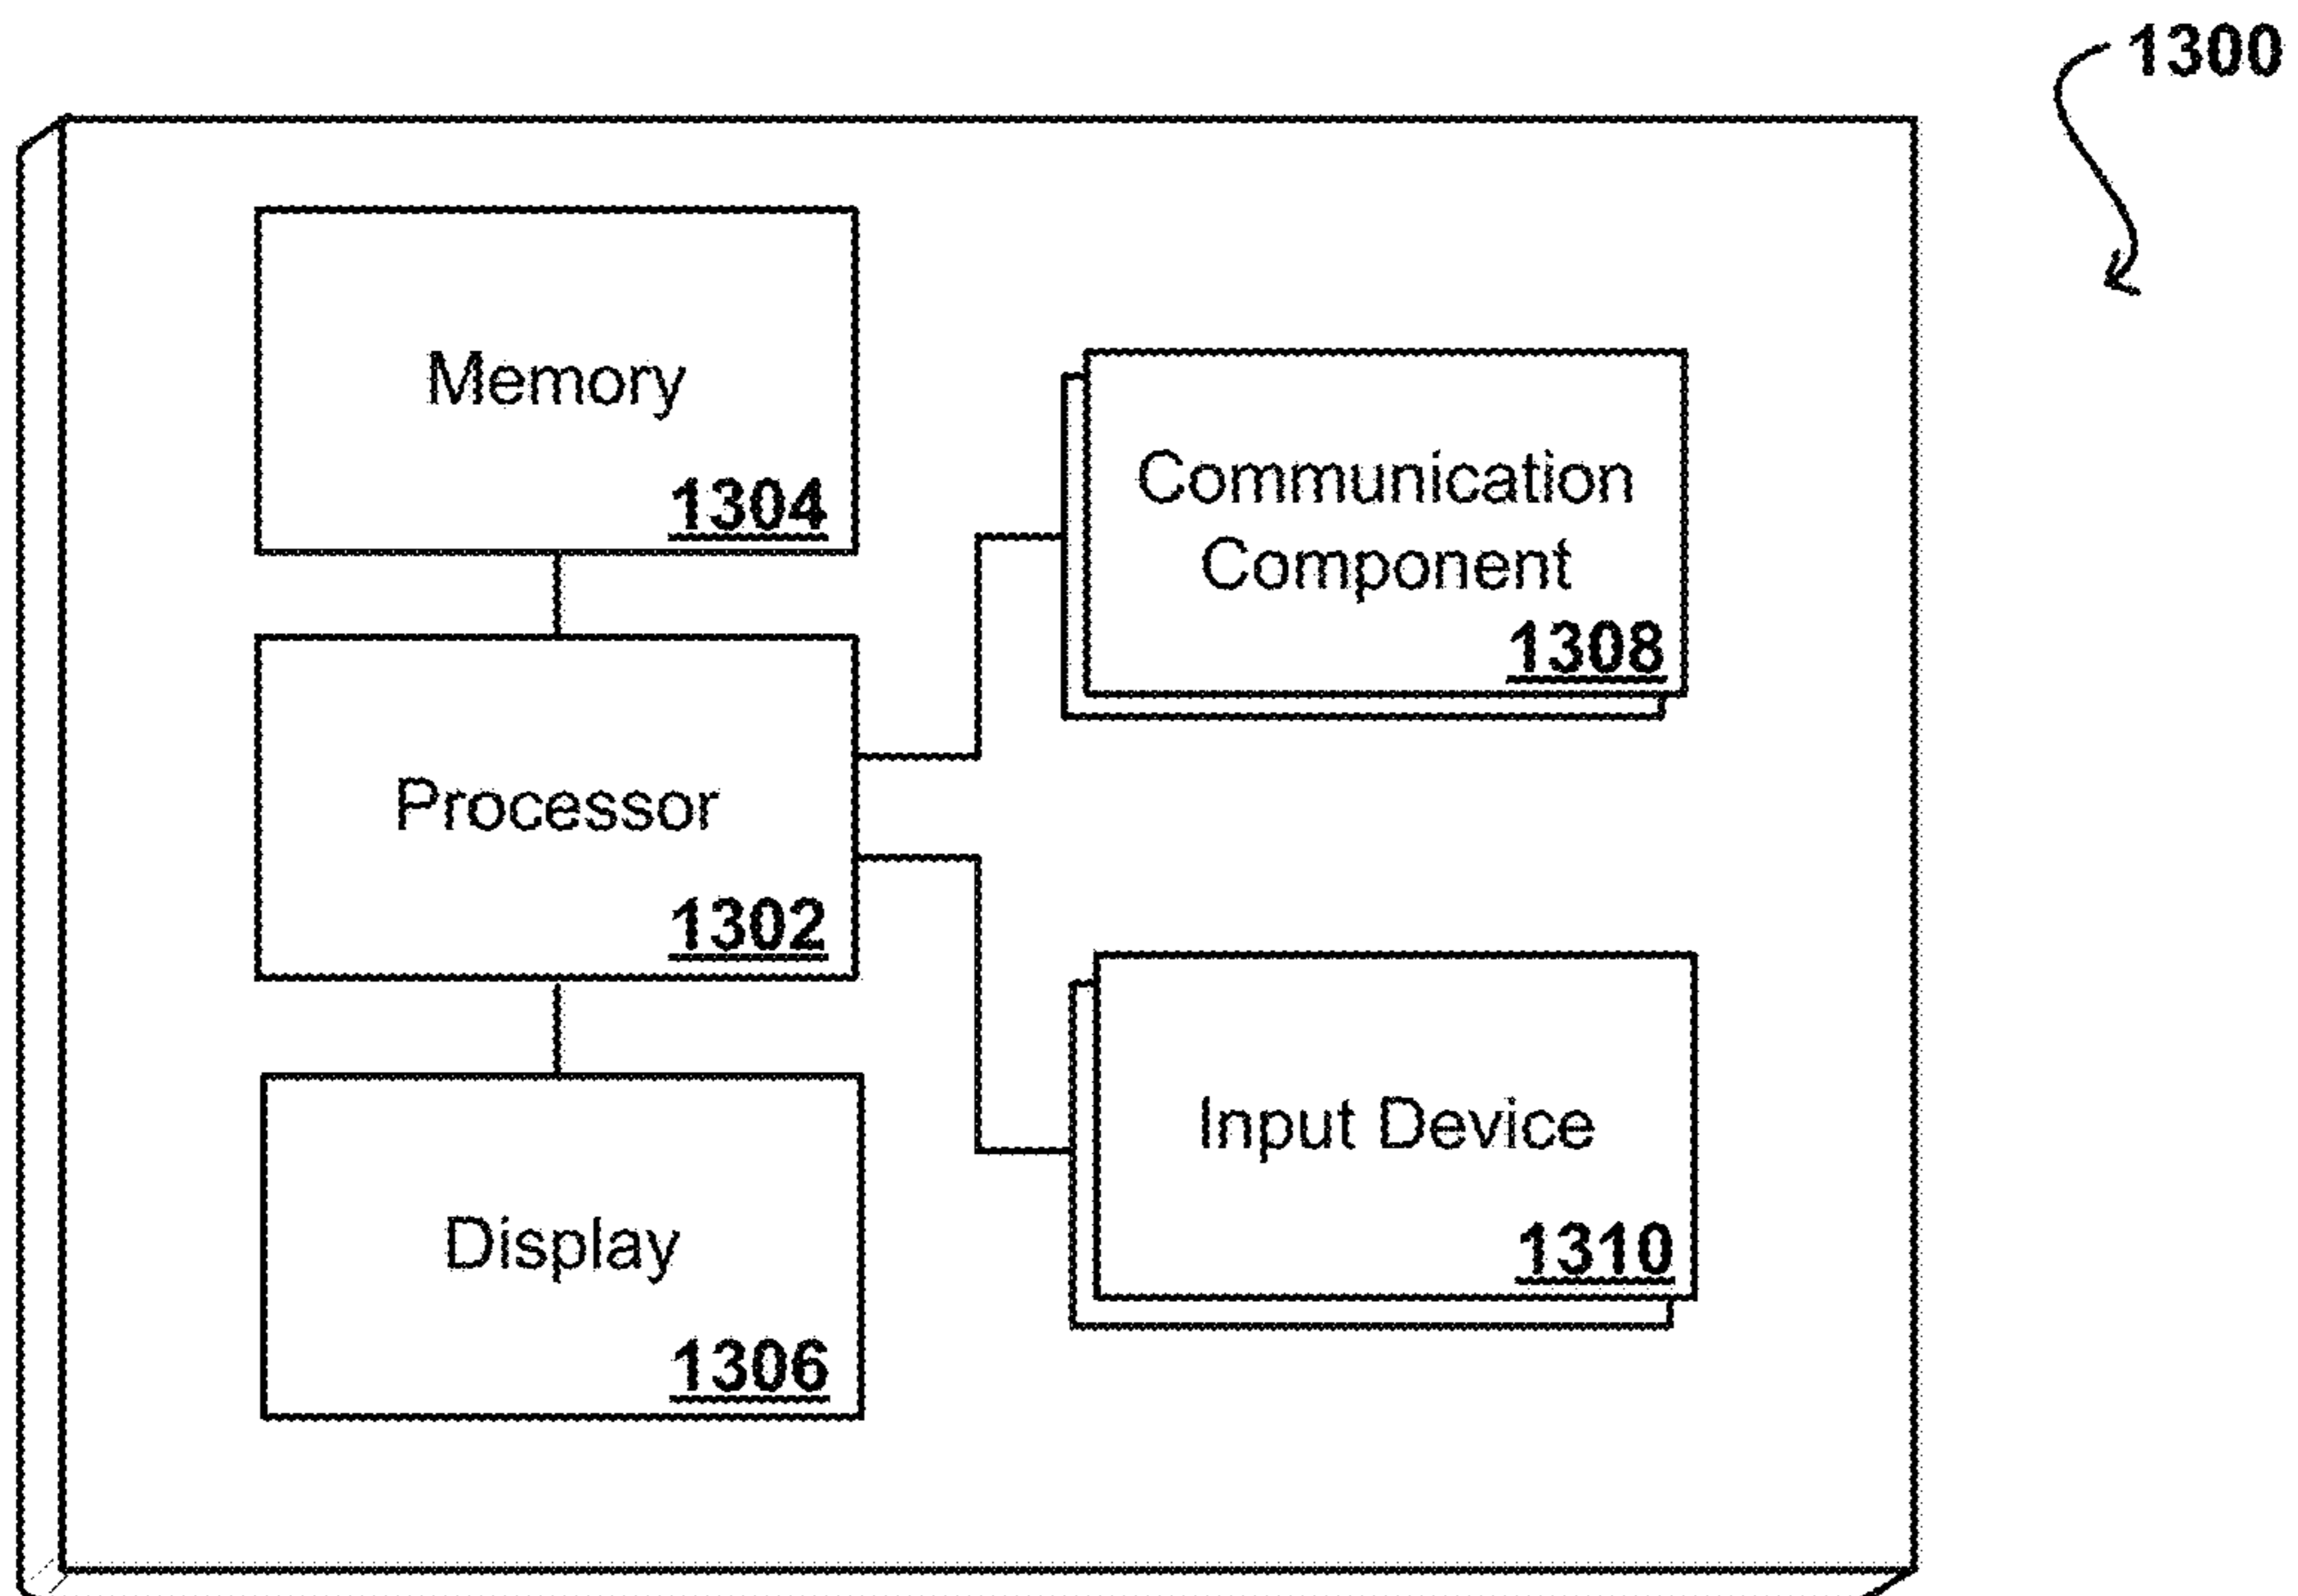 1300
Memory
1304
Communication
Component
1308
Processor
1302
Input Device
1310
Display
1306